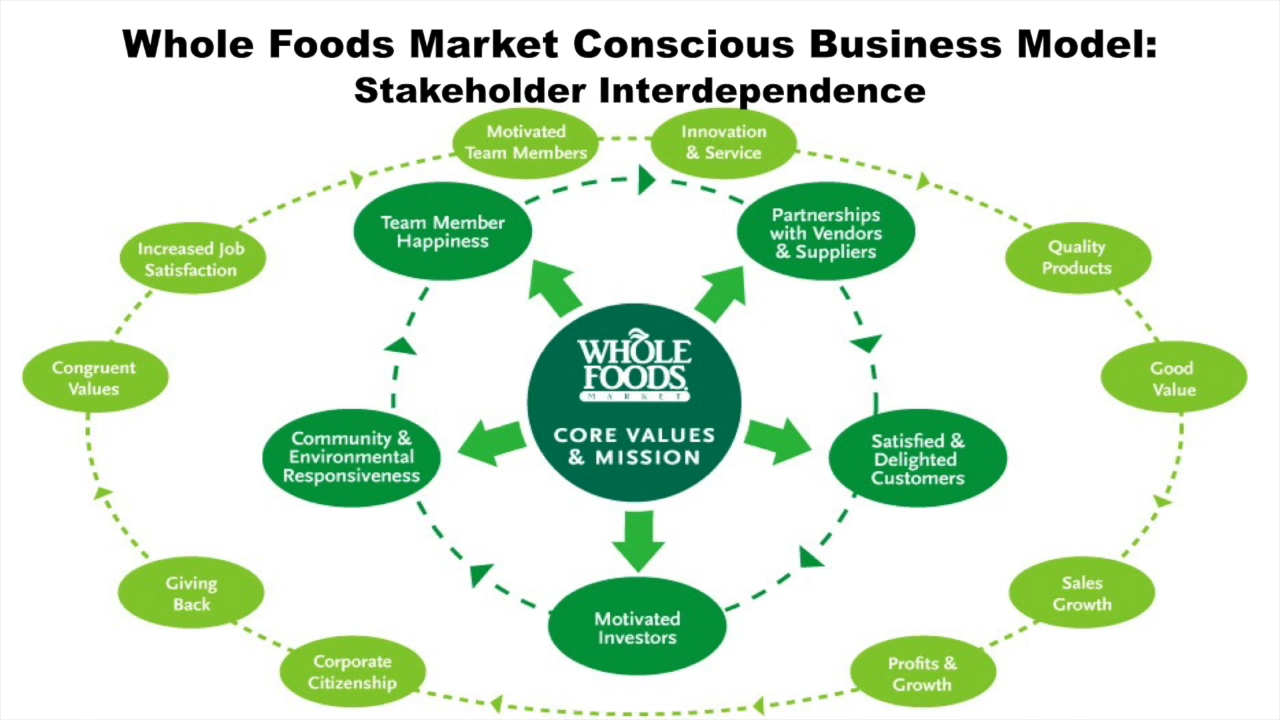 Whole Foods Market Conscious Business Model:
Stakeholder Interdependence
Motivated
Team Members
Innovation
& Service
Team Member
Happiness
Partnerships
with Vendors
& Suppliers
Increased Job
Satisfaction
Quality
Products
Congruent
Values
WHOLE
FOODS
MARKET
CORE VALUES
& MISSION
Good
Value
Community &
Environmental
Responsiveness
Satisfied &
Delighted
Customers
Giving
Back
Motivated
Investors
Sales
Growth
Corporate
Citizenship
Profits &
Growth